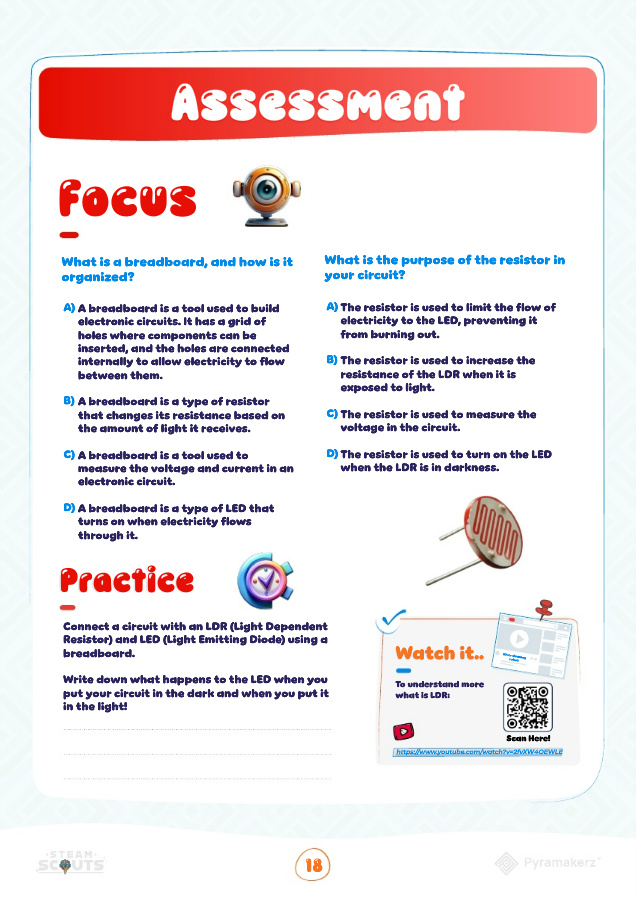 Assessment
Focus
What is a breadboard, and how is it
organized?
A) A breadboard is a tool used to build
electronic circuits. It has a grid of
holes where components can be
inserted, and the holes are connected
internally to allow electricity to flow
between them.
B) A breadboard is a type of resistor
that changes its resistance based on
the amount of light it receives.
C) A breadboard is a tool used to
measure the voltage and current in an
electronic circuit.
D) A breadboard is a type of LED that
turns on when electricity flows
through it.
What is the purpose of the resistor in
your circuit?
A) The resistor is used to limit the flow of
electricity to the LED, preventing it
from burning out.
B) The resistor is used to increase the
resistance of the LDR when it is
exposed to light.
C) The resistor is used to measure the
voltage in the circuit.
D) The resistor is used to turn on the LED
when the LDR is in darkness.
Practice
Connect a circuit with an LDR (Light Dependent
Resistor) and LED (Light Emitting Diode) using a
breadboard.
Write down what happens to the LED when you
put your circuit in the dark and when you put it
in the light!
Watch it..
To understand more
what is LDR:
Scan Here!
https://www.youtube.com/watch?v=2fVXW4OEWLE
STEAM
SCOUTS
18
Pyramakerz